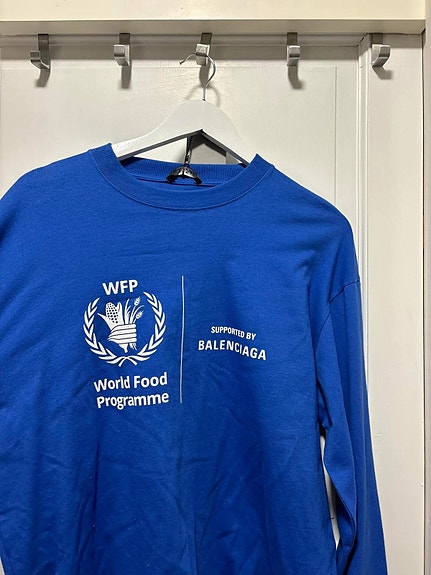 WFP
World Food
Programme
SUPPORTED BY
BALENCIAGA